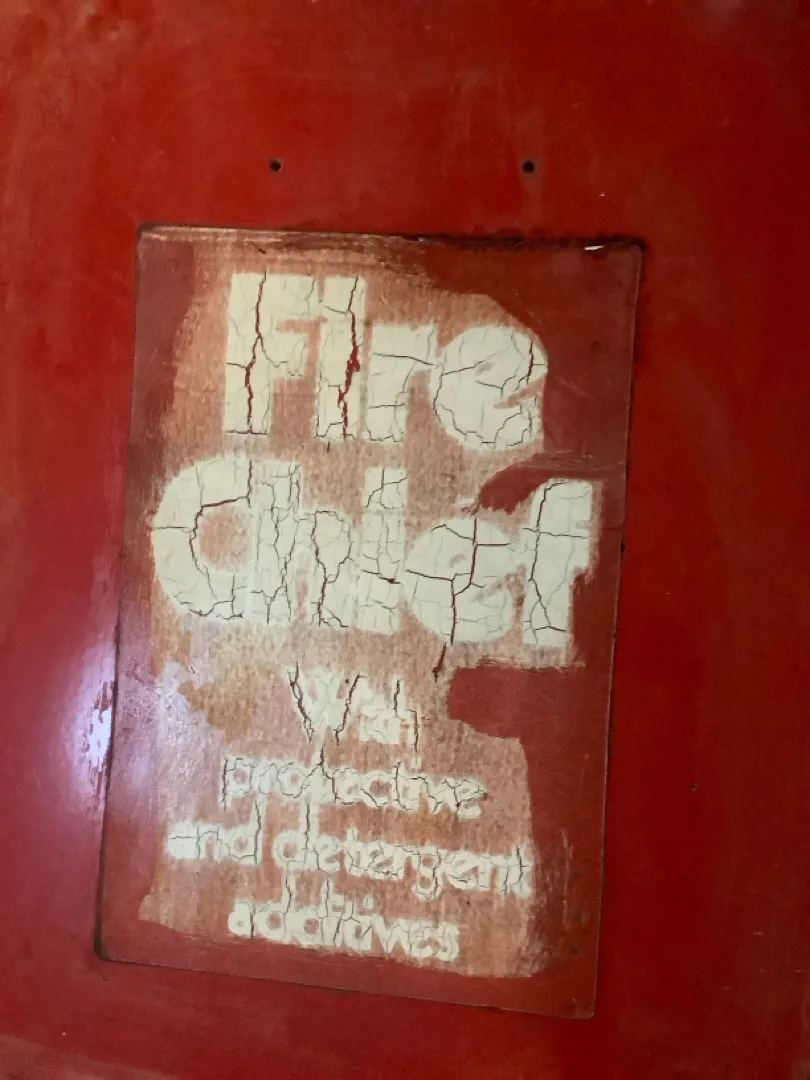 Fire
Chief
With
protective
and detergent
additives